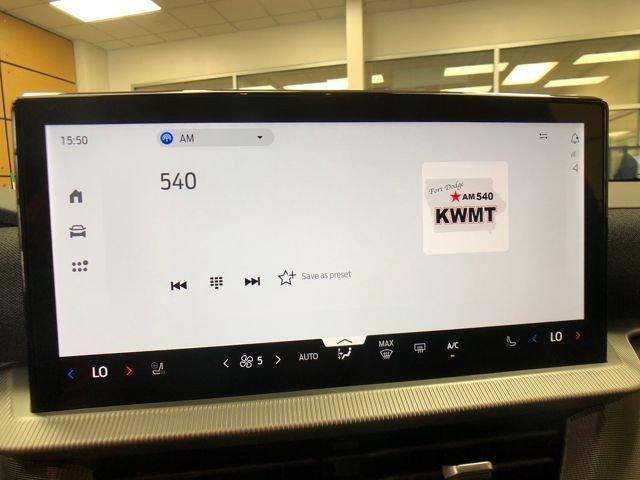 15:50
AM
540
Fort Dodge
AM 540
KWMT
Save as preset
MAX
LO
5
AUTO
A/C
LO